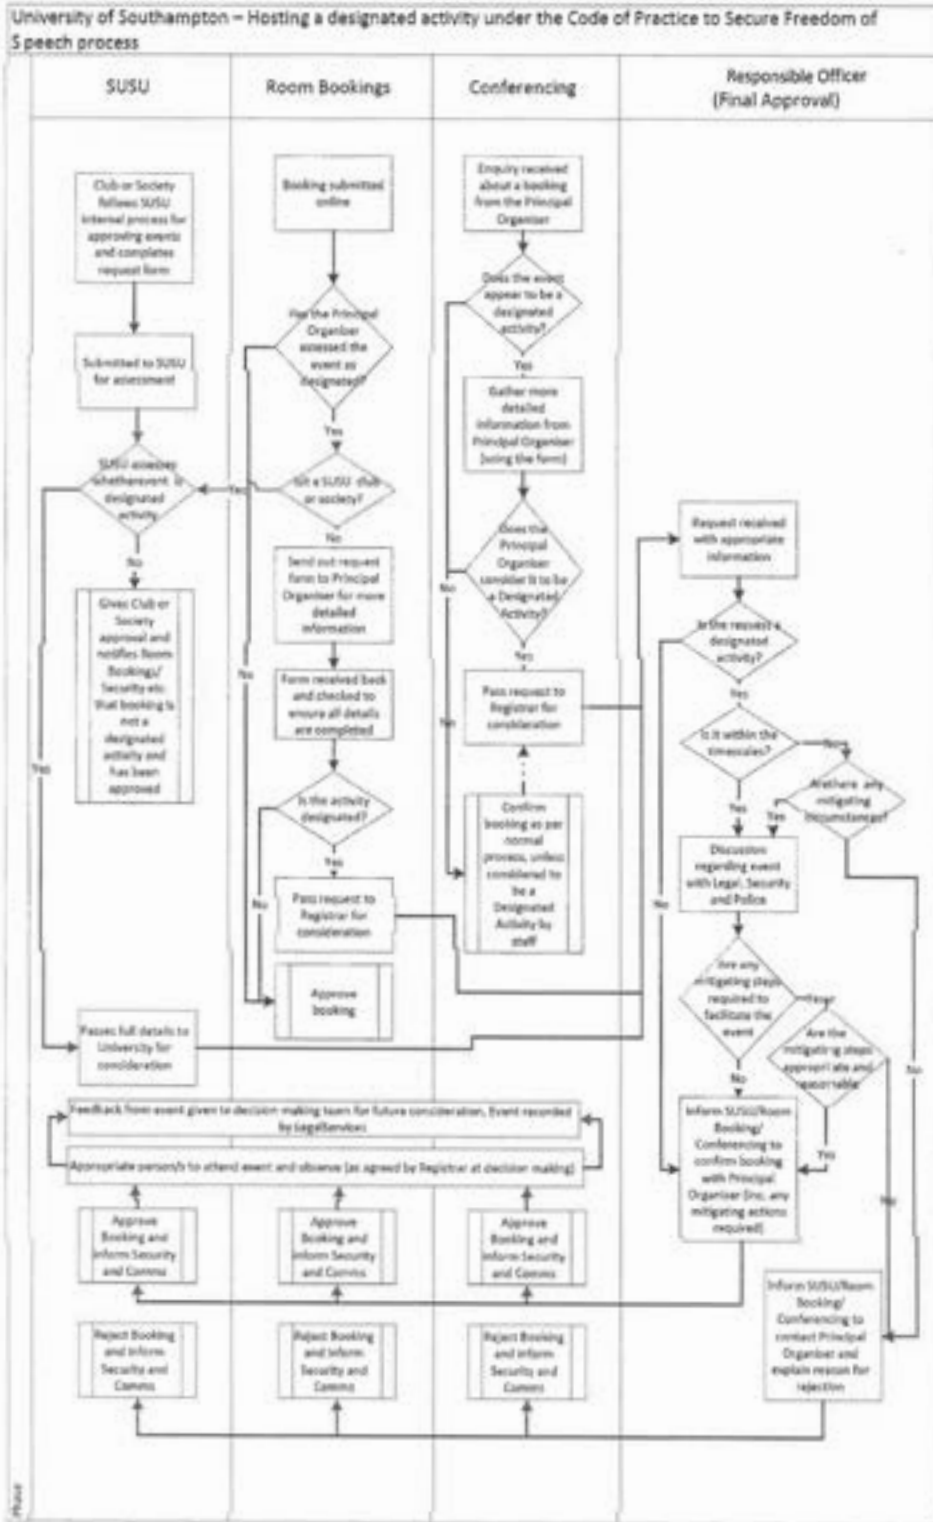 University of Southampton – Hosting a designated activity under the Code of Practice to Secure Freedom of
Speech process
SUSU
Room Bookings
Conferencing
Responsible Officer
(Final Approval)
Club or Society
follows SUSU
internal process for
approving events
and completes
request form
Submitted to SUSU
for assessment
SUSU assesses
whether event is
designated
activity
No
Yes
Gives Club or
Society
approval and
notifies Room
Bookings/
Security etc
that booking is
not a
designated
activity and
has been
approved
Passes full details to
University for
consideration
Booking submitted
online
Has the Principal
Organiser
assessed the
event as
designated?
Yes
No
Is it a SUSU club
or society?
Yes
No
Send out request
form to Principal
Organiser for more
detailed
information
Form received back
and checked to
ensure all details
are completed
Is the activity
designated?
Yes
No
Pass request to
Registrar for
consideration
Approve
booking
Enquiry received
about a booking
from the Principal
Organiser
Does the event
appear to be a
designated
activity?
Yes
No
Gather more
detailed
information from
Principal Organiser
(using the form)
Does the
Principal
Organiser
consider it to be
a Designated
Activity?
Yes
No
Pass request to
Registrar for
consideration
Confirm
booking as per
normal
process, unless
considered to
be a
Designated
Activity by
staff
Request received
with appropriate
information
Is the request a
designated
activity?
Yes
No
Is it within the
timescales?
Yes
No
Are there any
mitigating
circumstances?
Yes
No
Discussion
regarding event
with Legal, Security
and Police
Are any
mitigating steps
required to
facilitate the
event
Yes
No
Are the
mitigating steps
appropriate and
reasonable
Yes
No
Inform SUSU/Room
Booking/
Conferencing to
confirm booking
with Principal
Organiser (inc. any
mitigating actions
required)
Inform SUSU/Room
Booking/
Conferencing to
contact Principal
Organiser and
explain reason for
rejection
Feedback from event given to decision making team for future consideration. Event recorded
by Legal Services
Appropriate person/s to attend event and observe (as agreed by Registrar at decision making)
Approve
Booking and
inform Security
and Comms
Approve
Booking and
inform Security
and Comms
Approve
Booking and
inform Security
and Comms
Reject Booking
and Inform
Security and
Comms
Reject Booking
and Inform
Security and
Comms
Reject Booking
and Inform
Security and
Comms
Phase